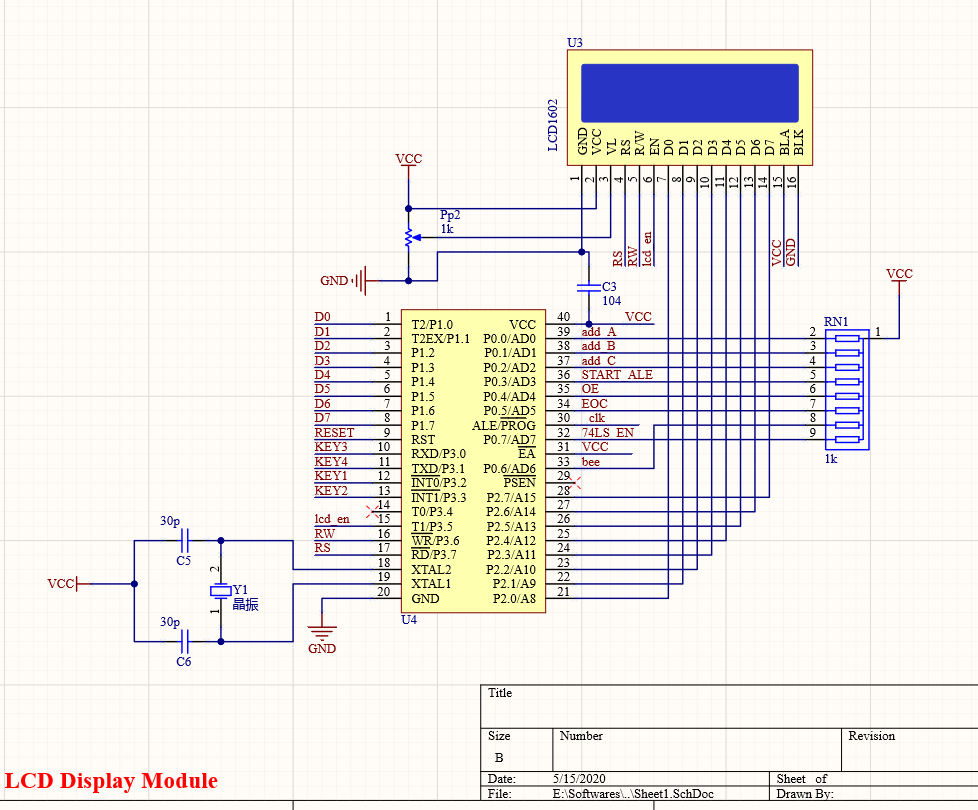 U3
LCD1602
GND
VCC
VL
RS
R/W
EN
D0
D1
D2
D3
D4
D5
D6
D7
BLA
BLK
1
2
3
4
5
6
7
8
9
10
11
12
13
14
15
16
VCC
Pp2
1k
GND
RS
RW
lcd_en
VCC
GND
C3
104
VCC
RN1
1
2
3
4
5
6
7
8
9
1k
D0 1 T2/P1.0 VCC 40 VCC
D1 2 T2EX/P1.1 P0.0/AD0 39 add_A
D2 3 P1.2 P0.1/AD1 38 add_B
D3 4 P1.3 P0.2/AD2 37 add_C
D4 5 P1.4 P0.3/AD3 36 START_ALE
D5 6 P1.5 P0.4/AD4 35 OE
D6 7 P1.6 P0.5/AD5 34 EOC
D7 8 P1.7 ALE/PROG 30 clk
RESET 9 RST P0.7/AD7 32 74LS_EN
KEY3 10 RXD/P3.0 EA 31 VCC
KEY4 11 TXD/P3.1 P0.6/AD6 33 bee
KEY1 12 INT0/P3.2 PSEN 29
KEY2 13 INT1/P3.3 P2.7/A15 28
14 T0/P3.4 P2.6/A14 27
lcd_en 15 T1/P3.5 P2.5/A13 26
RW 16 WR/P3.6 P2.4/A12 25
RS 17 RD/P3.7 P2.3/A11 24
18 XTAL2 P2.2/A10 23
19 XTAL1 P2.1/A9 22
20 GND P2.0/A8 21
U4
30p
C5
VCC
2
Y1
晶振
1
30p
C6
GND
Title
Size Number Revision
B
Date: 5/15/2020 Sheet of
File: E:\Softwares\..\Sheet1.SchDoc Drawn By:
LCD Display Module